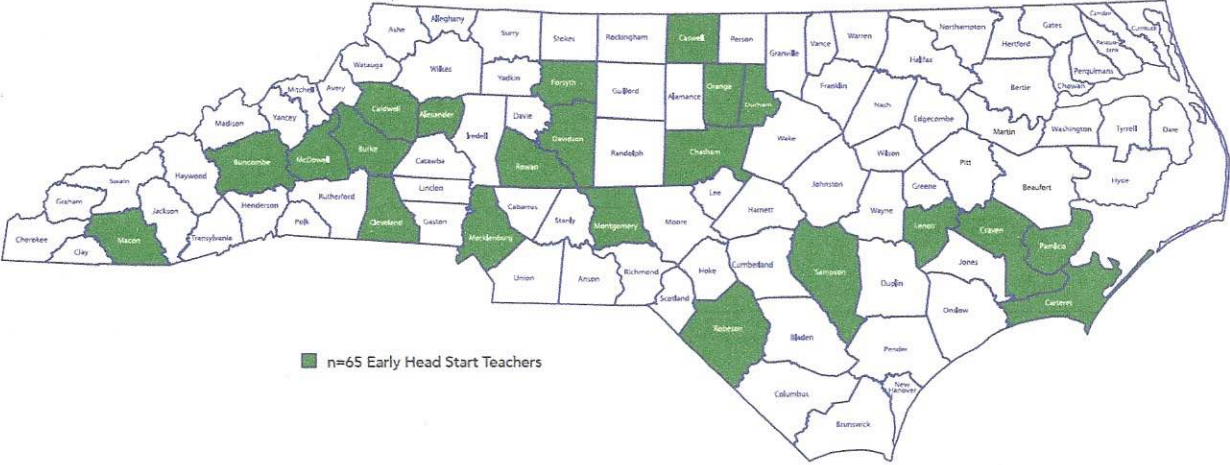 Ashe
Alleghany
Surry
Stokes
Rockingham
Caswell
Person
Granville
Vance
Warren
Northampton
Gates
Camden
Currituck
Pasquo-
tank
Hertford
Halifax
Watauga
Wilkes
Yadkin
Forsyth
Guilford
Alamance
Orange
Durham
Franklin
Nash
Edgecombe
Bertie
Chowan
Perquimans
Mitchell
Avery
Caldwell
Alexander
Iredell
Davie
Madison
Yancey
Davidson
Randolph
Chatham
Wake
Wilson
Martin
Washington
Tyrrell
Dare
Buncombe
McDowell
Burke
Catawba
Rowan
Pitt
Beaufort
Hyde
Swain
Haywood
Lincoln
Rutherford
Johnston
Greene
Graham
Jackson
Henderson
Polk
Cleveland
Gaston
Mecklenburg
Cabarrus
Stanly
Montgomery
Moore
Lee
Harnett
Wayne
Lenoir
Craven
Pamlico
Cherokee
Clay
Macon
Transylvania
Union
Anson
Richmond
Scotland
Hoke
Cumberland
Sampson
Duplin
Jones
Carteret
Onslow
Robeson
Bladen
Pender
n=65 Early Head Start Teachers
Columbus
New
Hanover
Brunswick